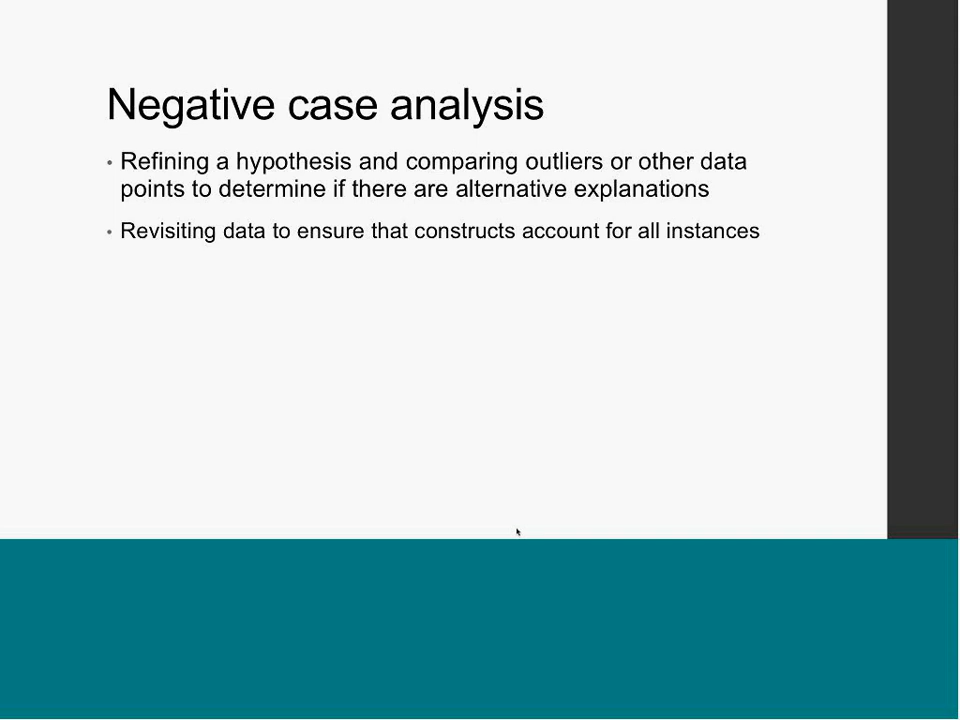 Negative case analysis
• Refining a hypothesis and comparing outliers or other data
points to determine if there are alternative explanations
• Revisiting data to ensure that constructs account for all instances